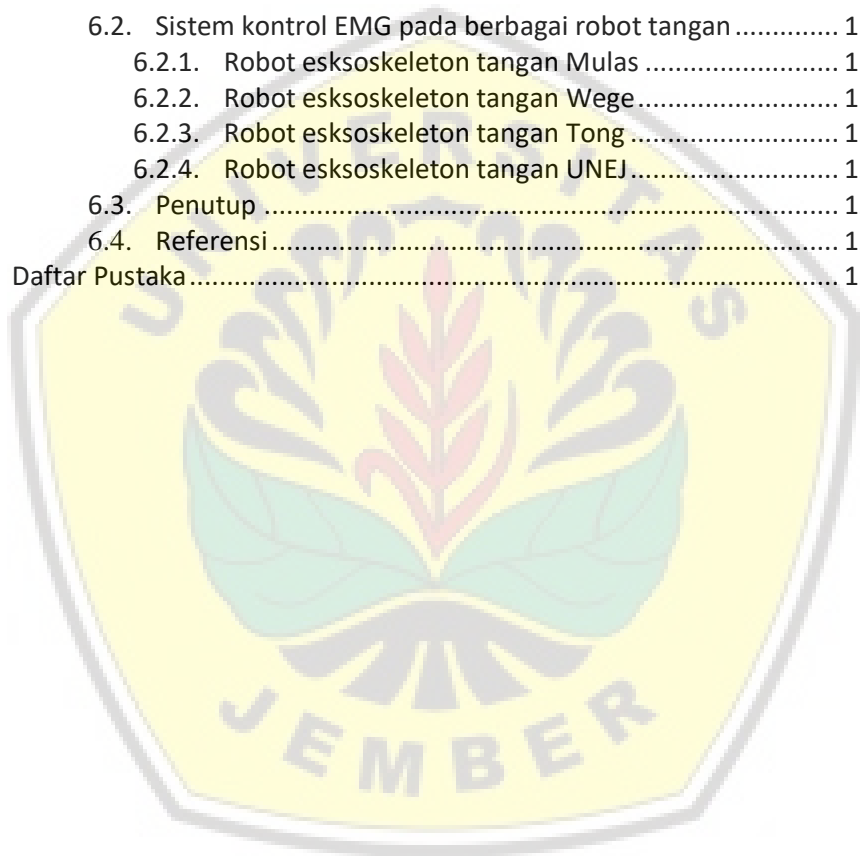 6.2. Sistem kontrol EMG pada berbagai robot tangan .............. 1
6.2.1. Robot esksoskeleton tangan Mulas ........................ 1
6.2.2. Robot esksoskeleton tangan Wege......................... 1
6.2.3. Robot esksoskeleton tangan Tong ......................... 1
6.2.4. Robot esksoskeleton tangan UNEJ......................... 1
6.3. Penutup ........................................................................ 1
6.4. Referensi ....................................................................... 1
Daftar Pustaka.................................................................................. 1
UNIVERSITAS
JEMBER